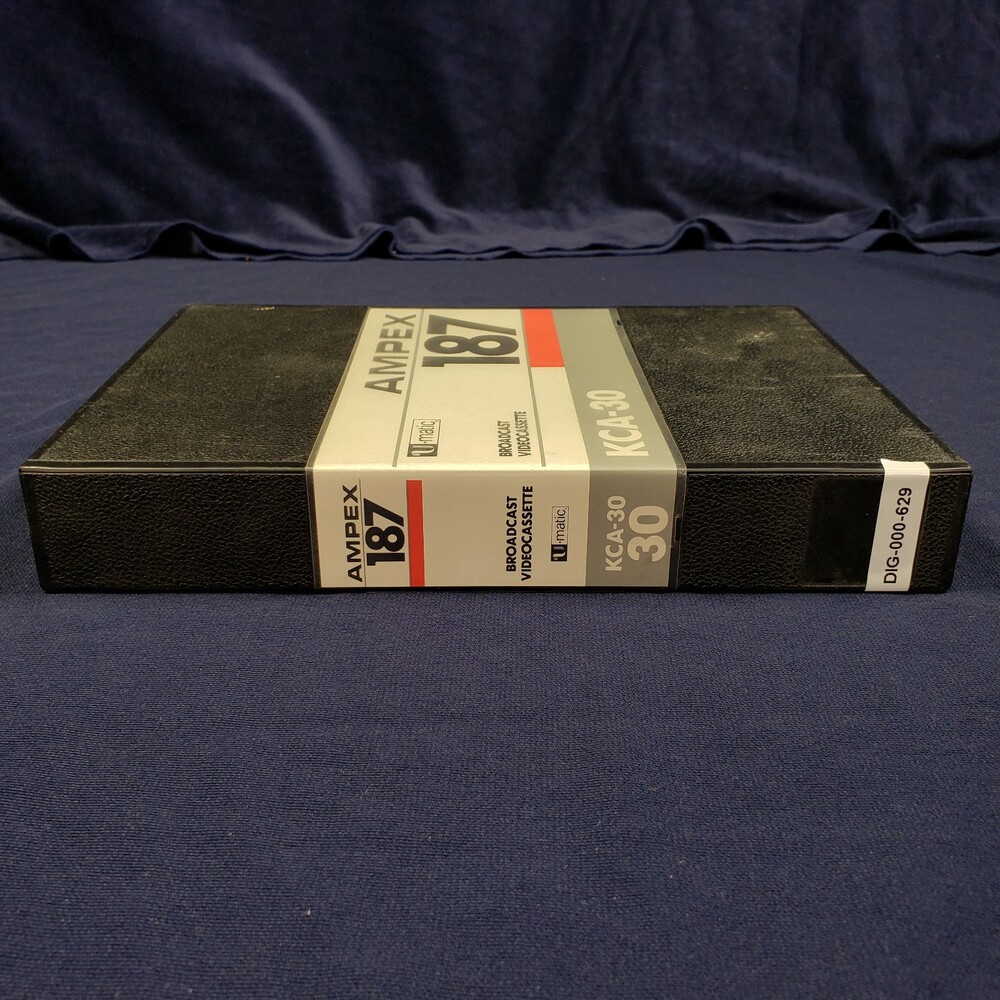 AMPEX
187
U-matic
BROADCAST
VIDEOCASSETTE
KCA-30
AMPEX
187
BROADCAST
VIDEOCASSETTE
U-matic
KCA-30
30
DIG-000-629